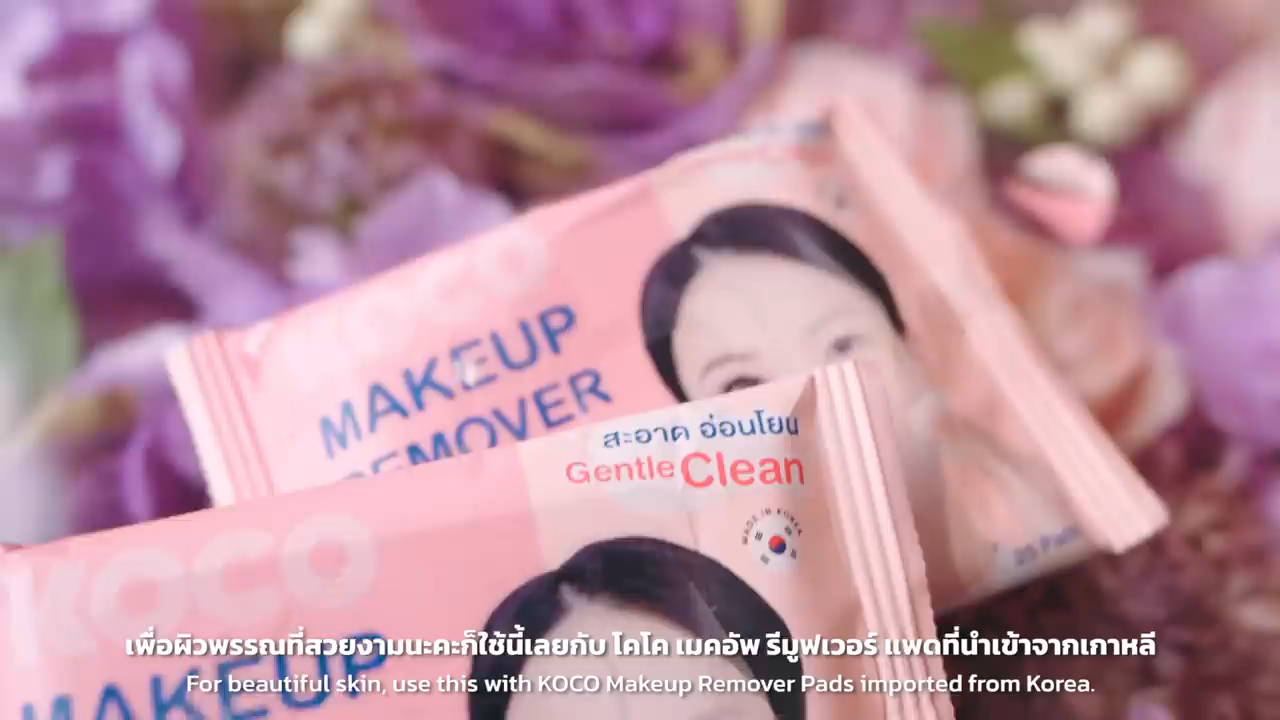 KOCO
MAKEUP
REMOVER
สะอาด อ่อนโยน
Gentle Clean
MADE IN KOREA
KOCO
MAKEUP
เพื่อผิวพรรณที่สวยงามนะคะก็ใช้นี้เลยกับ โคโค เมคอัพ รีมูฟเวอร์ แพดที่นำเข้าจากเกาหลี
For beautiful skin, use this with KOCO Makeup Remover Pads imported from Korea.